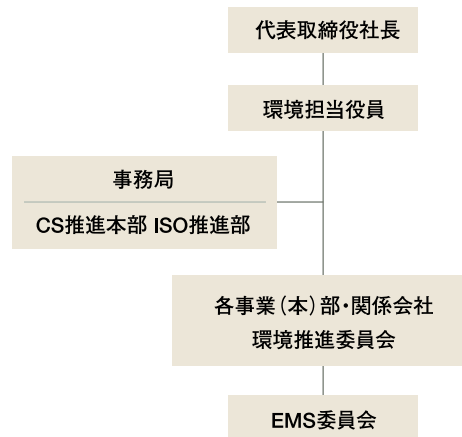 代表取締役社長
環境担当役員
事務局
CS推進本部 ISO推進部
各事業(本)部・関係会社
環境推進委員会
EMS委員会